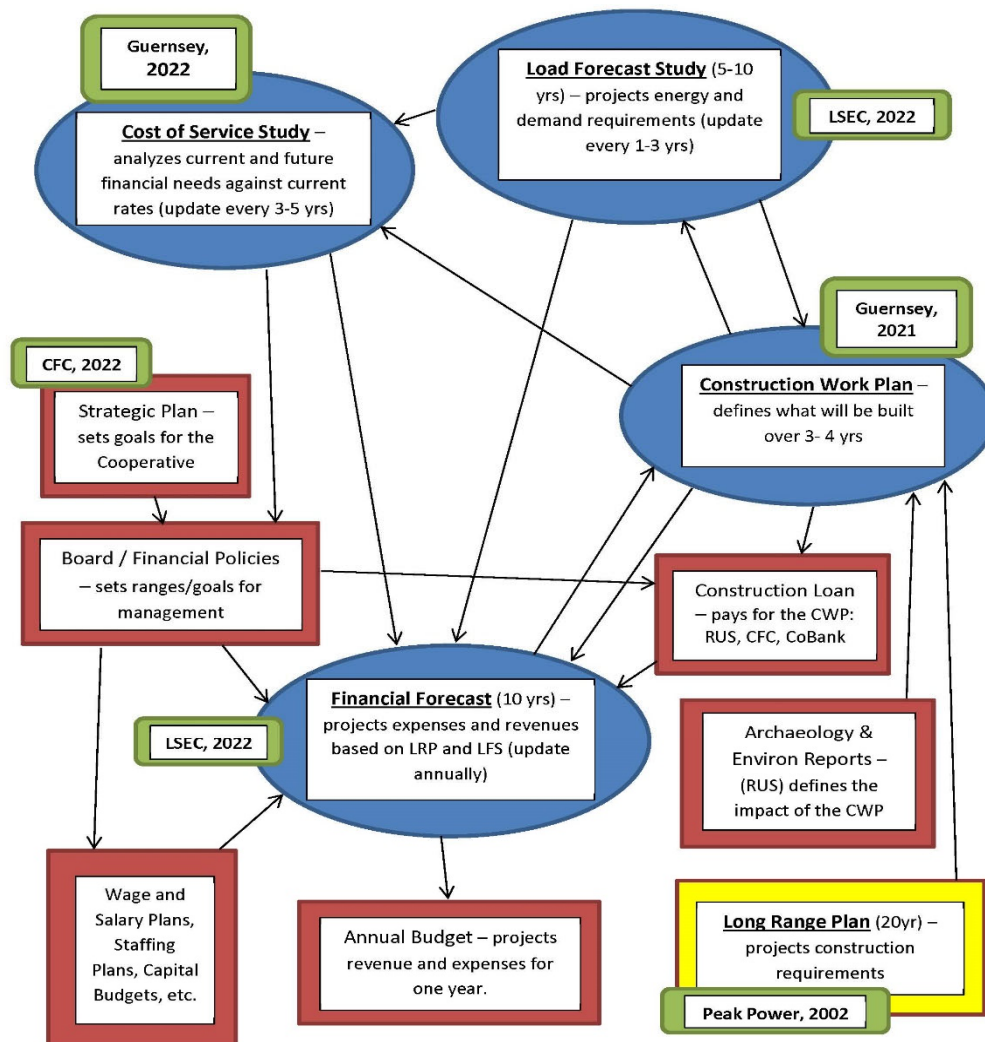 Guernsey,
2022
Cost of Service Study –
analyzes current and future
financial needs against current
rates (update every 3-5 yrs)
Load Forecast Study (5-10
yrs) – projects energy and
demand requirements (update
every 1-3 yrs)
LSEC, 2022
Guernsey,
2021
Construction Work Plan –
defines what will be built
over 3- 4 yrs
CFC, 2022
Strategic Plan –
sets goals for the
Cooperative
Board / Financial Policies
– sets ranges/goals for
management
Construction Loan
– pays for the CWP:
RUS, CFC, CoBank
Financial Forecast (10 yrs) –
projects expenses and revenues
based on LRP and LFS (update
annually)
LSEC, 2022
Archaeology &
Environ Reports –
(RUS) defines the
impact of the CWP
Wage and
Salary Plans,
Staffing
Plans, Capital
Budgets, etc.
Annual Budget – projects
revenue and expenses for
one year.
Long Range Plan (20yr) –
projects construction
requirements
Peak Power, 2002